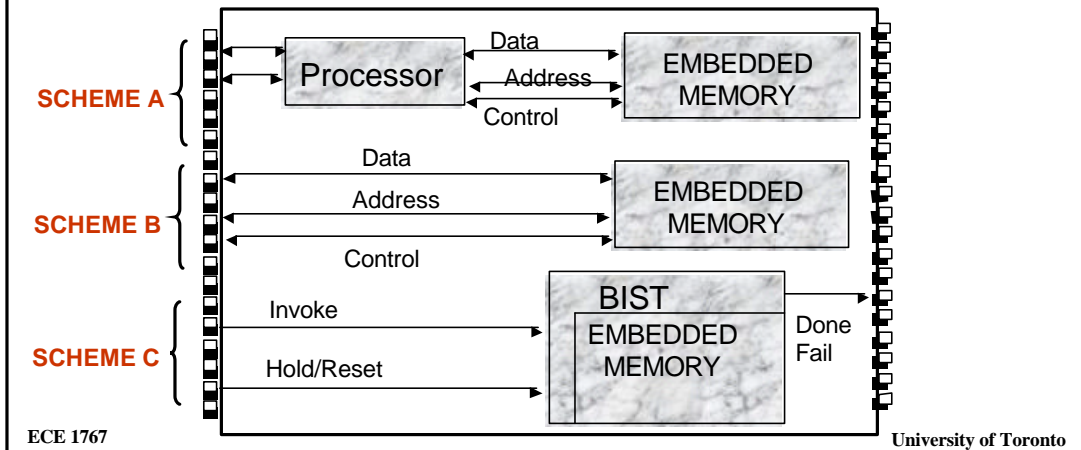 SCHEME A
Processor
Data
Address
Control
EMBEDDED
MEMORY
SCHEME B
Data
Address
Control
EMBEDDED
MEMORY
SCHEME C
Invoke
Hold/Reset
BIST
EMBEDDED
MEMORY
Done
Fail
ECE 1767
University of Toronto